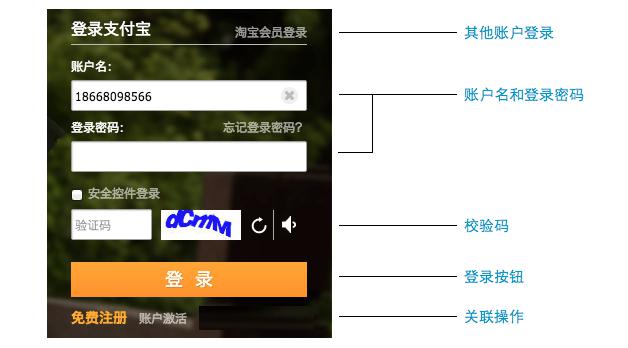 登录支付宝 淘宝会员登录 其他账户登录
账户名:
18668098566 账户名和登录密码
登录密码: 忘记登录密码?
安全控件登录
验证码 dCmM 校验码
登 录 登录按钮
免费注册 账户激活 关联操作